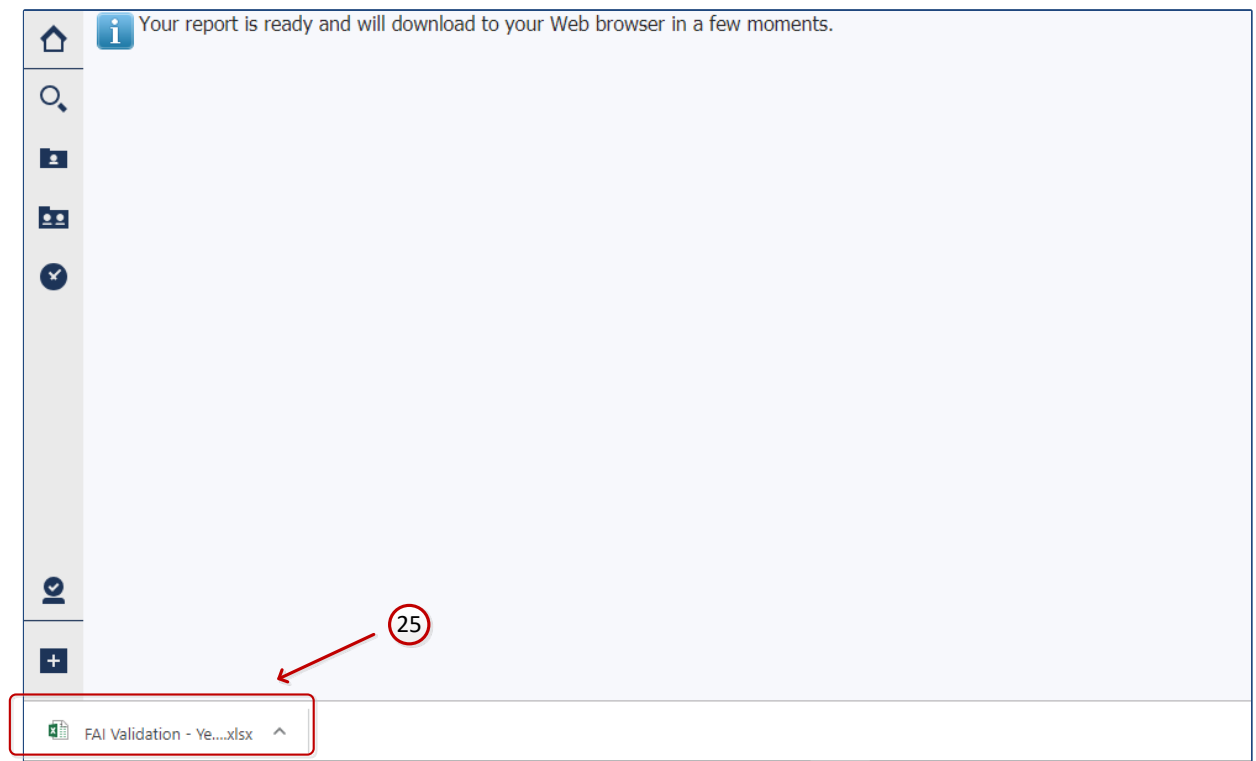 Your report is ready and will download to your Web browser in a few moments.
25
FAI Validation - Ye....xlsx